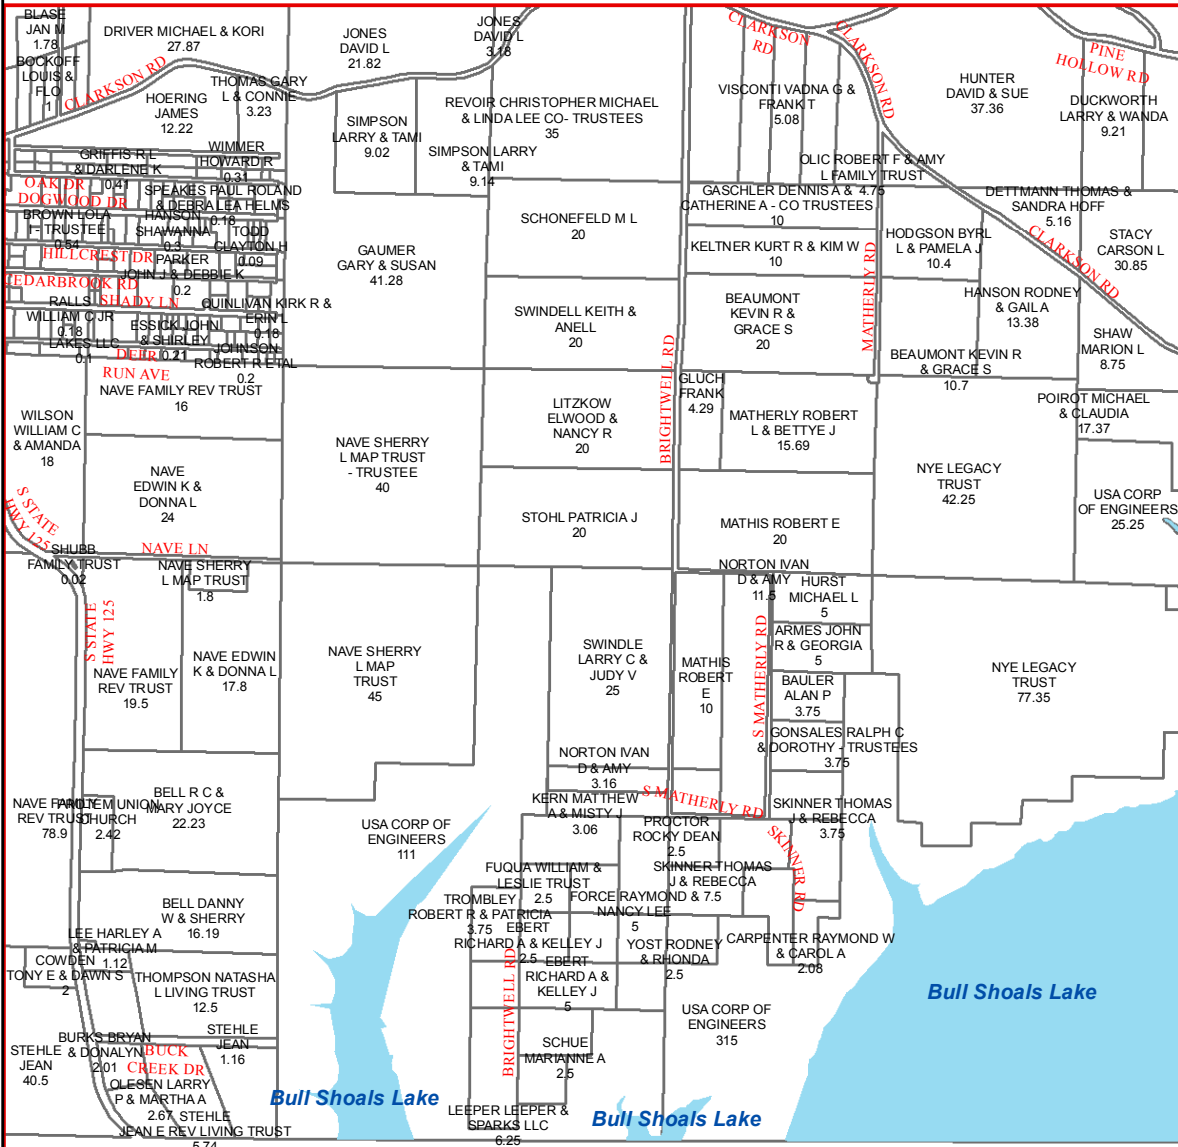 BLASE
JAN M
1.78
BOCKOFF
LOUIS &
FLO
1
DRIVER MICHAEL & KORI
27.87
CLARKSON RD
HOERING
JAMES
12.22
THOMAS GARY
L & CONNIE
3.23
JONES
DAVID L
21.82
JONES
DAVID L
3.18
SIMPSON
LARRY & TAMI
9.02
REVOIR CHRISTOPHER MICHAEL
& LINDA LEE CO- TRUSTEES
35
SIMPSON LARRY
& TAMI
9.14
CLARKSON
RD
CLARKSON RD
VISCONTI VADNA G &
FRANK T
5.08
HUNTER
DAVID & SUE
37.36
PINE
HOLLOW RD
DUCKWORTH
LARRY & WANDA
9.21
OLIC ROBERT F & AMY
L FAMILY TRUST
4.75
GRIFFIS R L
& DARLENE K
0.41
WIMMER
HOWARD R
0.31
OAK DR
DOGWOOD DR
SPEAKES PAUL ROLAND
& DEBRA LEA HELMS
0.18
BROWN LOLA
I - TRUSTEE
0.54
HANSON
SHAWANNA
0.3
TODD
CLAYTON H
0.09
HILLCREST DR
PARKER
JOHN J & DEBBIE K
0.2
CEDARBROOK RD
SHADY LN
RALLS
WILLIAM C JR
0.18
QUINLIVAN KIRK R &
ERIN L
0.18
ESSICK JOHN
& SHIRLEY
0.21
LAKES LLC
0.1
JOHNSON
ROBERT R ETAL
0.2
DEER
RUN AVE
GAUMER
GARY & SUSAN
41.28
SCHONEFELD M L
20
GASCHLER DENNIS A &
CATHERINE A - CO TRUSTEES
10
KELTNER KURT R & KIM W
10
MATHERLY RD
HODGSON BYRL
L & PAMELA J
10.4
DETTMANN THOMAS &
SANDRA HOFF
5.16
CLARKSON RD
STACY
CARSON L
30.85
SWINDELL KEITH &
ANELL
20
BEAUMONT
KEVIN R &
GRACE S
20
HANSON RODNEY
& GAIL A
13.38
SHAW
MARION L
8.75
BEAUMONT KEVIN R
& GRACE S
10.7
BRIGHTWELL RD
NAVE FAMILY REV TRUST
16
WILSON
WILLIAM C
& AMANDA
18
NAVE SHERRY
L MAP TRUST
- TRUSTEE
40
LITZKOW
ELWOOD &
NANCY R
20
GLUCH
FRANK
4.29
MATHERLY ROBERT
L & BETTYE J
15.69
POIROT MICHAEL
& CLAUDIA
17.37
NYE LEGACY
TRUST
42.25
USA CORP
OF ENGINEERS
25.25
NAVE
EDWIN K &
DONNA L
24
STOHL PATRICIA J
20
MATHIS ROBERT E
20
S STATE
HWY 125
NAVE LN
SHUBB
FAMILY TRUST
0.02
NAVE SHERRY
L MAP TRUST
1.8
NORTON IVAN
D & AMY
11.5
HURST
MICHAEL L
5
S STATE
HWY 125
NAVE FAMILY
REV TRUST
19.5
NAVE EDWIN
K & DONNA L
17.8
NAVE SHERRY
L MAP
TRUST
45
SWINDLE
LARRY C &
JUDY V
25
MATHIS
ROBERT
E
10
S MATHERLY RD
ARMES JOHN
R & GEORGIA
5
BAULER
ALAN P
3.75
NYE LEGACY
TRUST
77.35
GONSALES RALPH C
& DOROTHY - TRUSTEES
3.75
NORTON IVAN
D & AMY
3.16
S MATHERLY RD
NAVE FAMILY
REV TRUST
78.9
PROTEM UNION
CHURCH
2.42
BELL R C &
MARY JOYCE
22.23
USA CORP OF
ENGINEERS
111
KERN MATTHEW
A & MISTY J
3.06
PROCTOR
ROCKY DEAN
2.5
SKINNER THOMAS
J & REBECCA
3.75
SKINNER RD
FUQUA WILLIAM &
LESLIE TRUST
2.5
SKINNER THOMAS
J & REBECCA
7.5
TROMBLEY
ROBERT R & PATRICIA
3.75
FORCE RAYMOND &
NANCY LEE
5
BELL DANNY
W & SHERRY
16.19
LEE HARLEY A
& PATRICIA M
1.12
EBERT
RICHARD A & KELLEY J
2.5
YOST RODNEY
& RHONDA
2.5
CARPENTER RAYMOND W
& CAROL A
2.08
COWDEN
TONY E & DAWN S
2
THOMPSON NATASHA
L LIVING TRUST
12.5
BRIGHTWELL RD
EBERT
RICHARD A &
KELLEY J
5
USA CORP OF
ENGINEERS
315
Bull Shoals Lake
STEHLE
JEAN
40.5
BURKS BRYAN
& DONALYN
2.01
BUCK
CREEK DR
STEHLE
JEAN
1.16
SCHUE
MARIANNE A
2.5
OLESEN LARRY
P & MARTHA A
2.67
STEHLE
JEAN E REV LIVING TRUST
5.74
Bull Shoals Lake
LEEPER LEEPER &
SPARKS LLC
6.25
Bull Shoals Lake